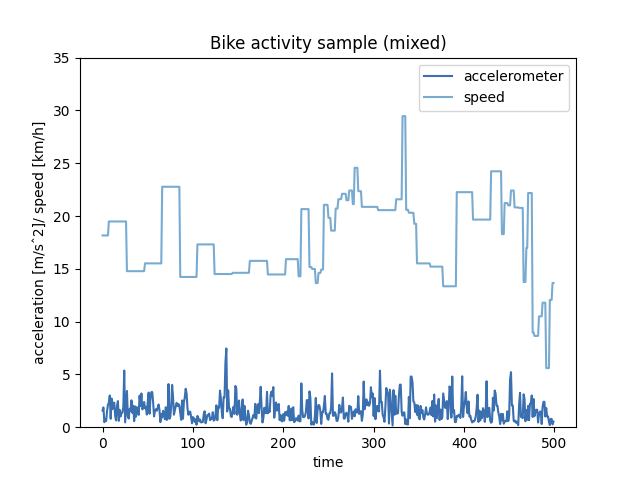 Bike activity sample (mixed)
accelerometer
speed
35
30
25
20
15
10
5
0
acceleration [m/s^2]/ speed [km/h]
0 100 200 300 400 500
time